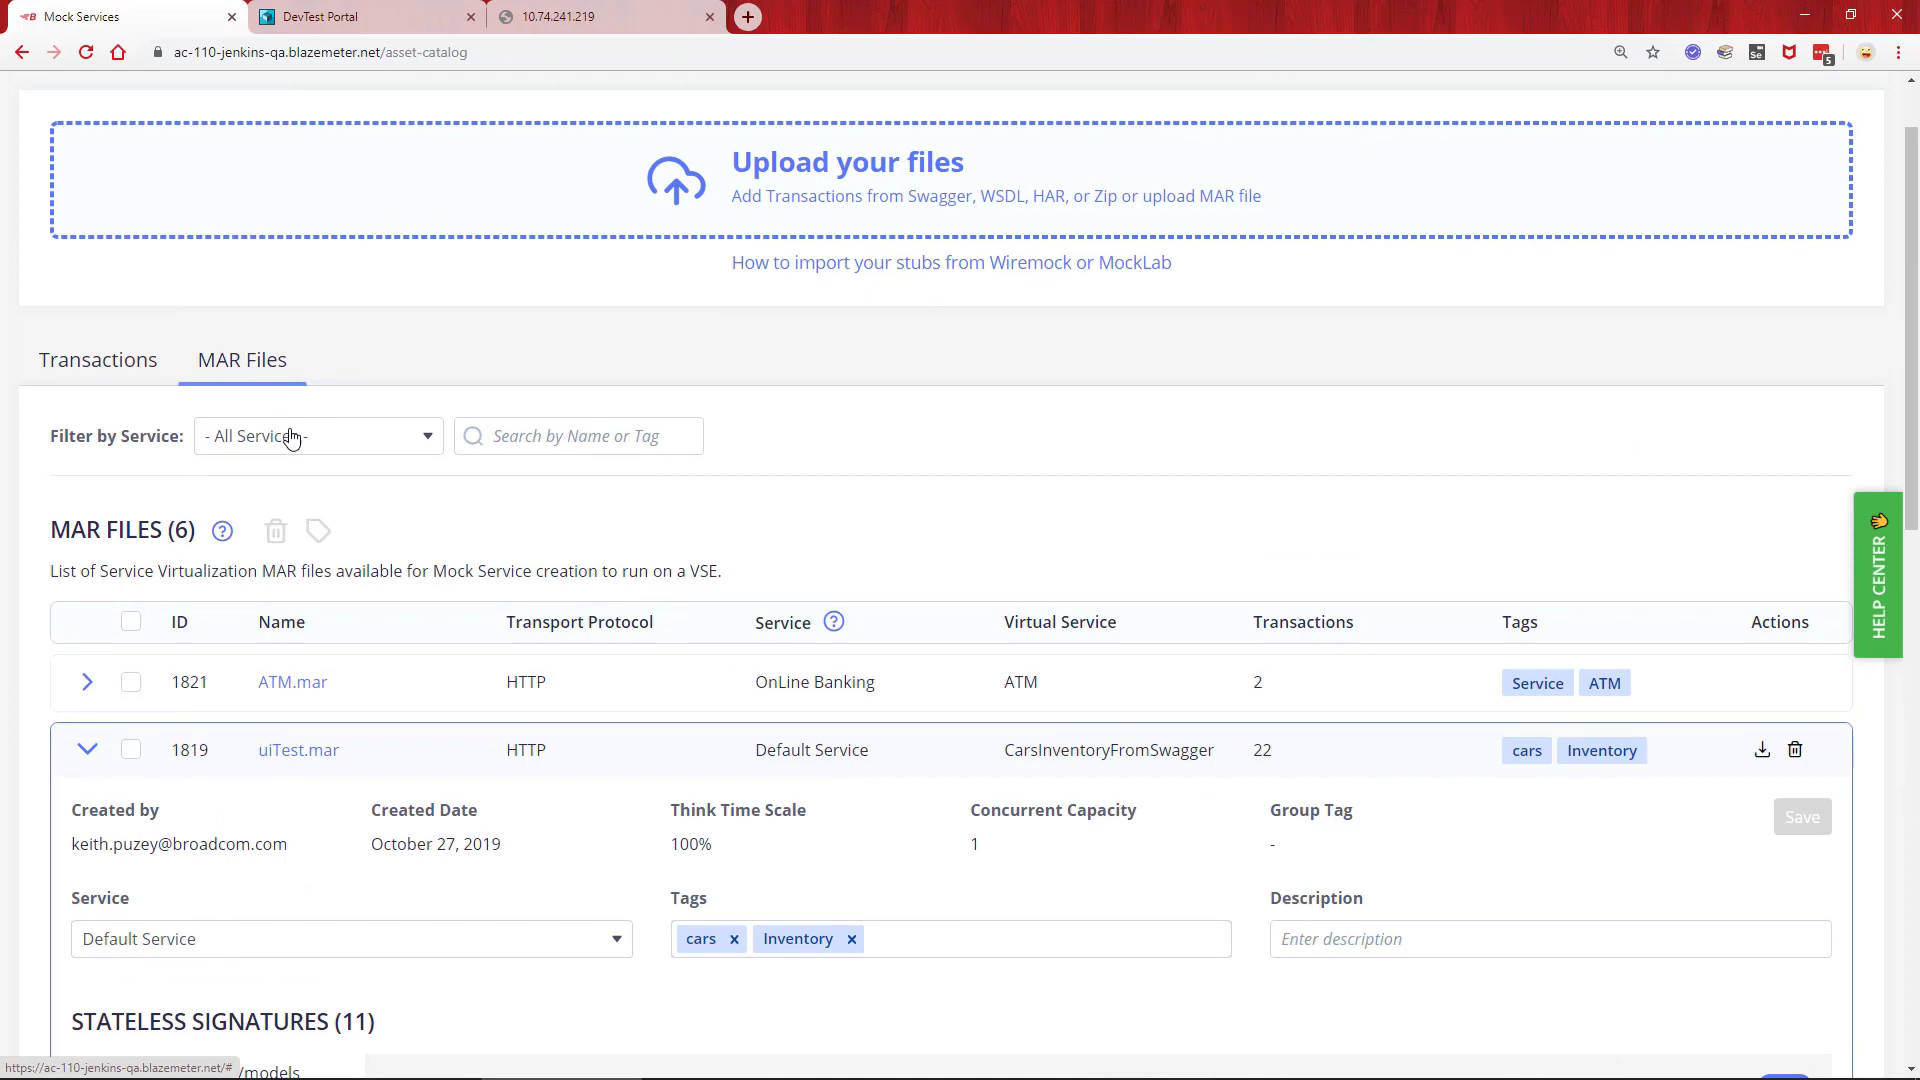 Mock Services
DevTest Portal
10.74.241.219
ac-110-jenkins-qa.blazemeter.net/asset-catalog
Se
5
Upload your files
Add Transactions from Swagger, WSDL, HAR, or Zip or upload MAR file
How to import your stubs from Wiremock or MockLab
Transactions MAR Files
Filter by Service: - All Services - Search by Name or Tag
HELP CENTER
MAR FILES (6) ?
List of Service Virtualization MAR files available for Mock Service creation to run on a VSE.
ID Name Transport Protocol Service ? Virtual Service Transactions Tags Actions
1821 ATM.mar HTTP OnLine Banking ATM 2 Service ATM
1819 uiTest.mar HTTP Default Service CarsInventoryFromSwagger 22 cars Inventory
Created by Created Date Think Time Scale Concurrent Capacity Group Tag
Save
keith.puzey@broadcom.com October 27, 2019 100% 1 -
Service Tags Description
Default Service cars x Inventory x Enter description
STATELESS SIGNATURES (11)
https://ac-110-jenkins-qa.blazemeter.net/#
/models